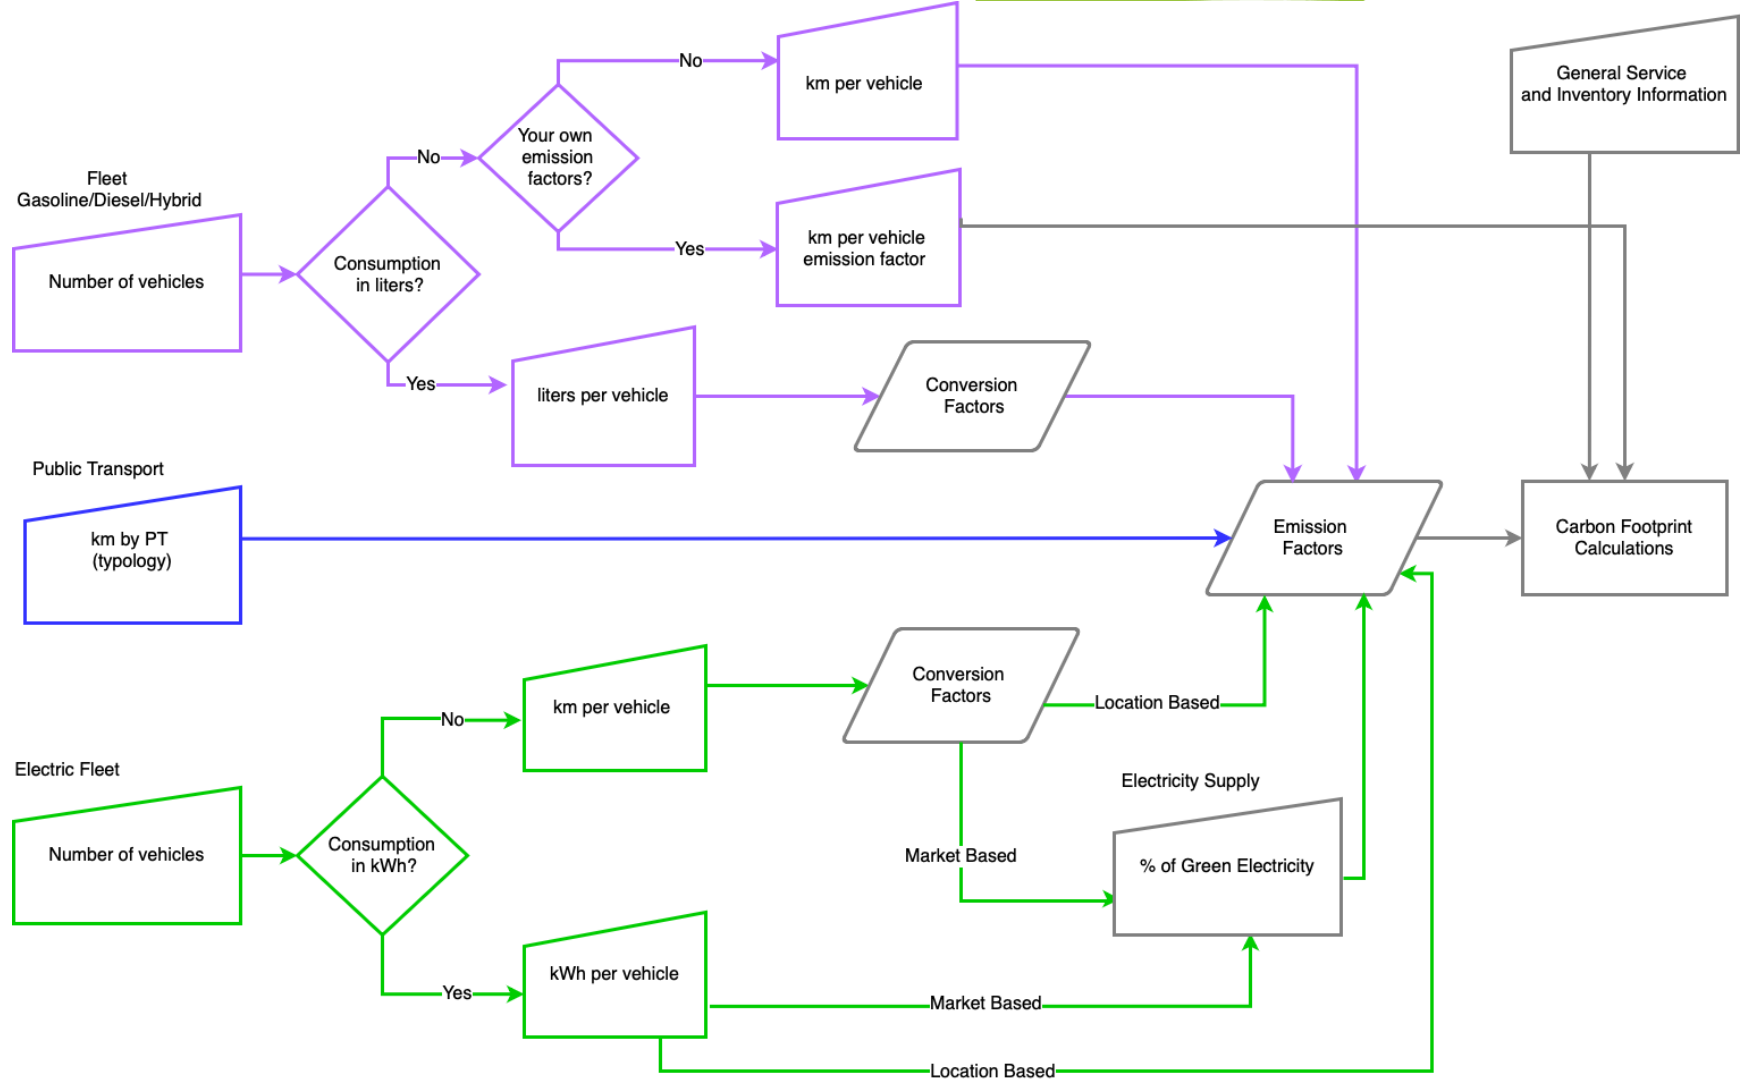 No
km per vehicle
General Service
and Inventory Information
Your own
emission
factors?
No
Fleet
Gasoline/Diesel/Hybrid
Number of vehicles
Consumption
in liters?
Yes
km per vehicle
emission factor
Yes
liters per vehicle
Conversion
Factors
Public Transport
km by PT
(typology)
Emission
Factors
Carbon Footprint
Calculations
No
km per vehicle
Conversion
Factors
Location Based
Electric Fleet
Number of vehicles
Consumption
in kWh?
Electricity Supply
Market Based
% of Green Electricity
Yes
kWh per vehicle
Market Based
Location Based